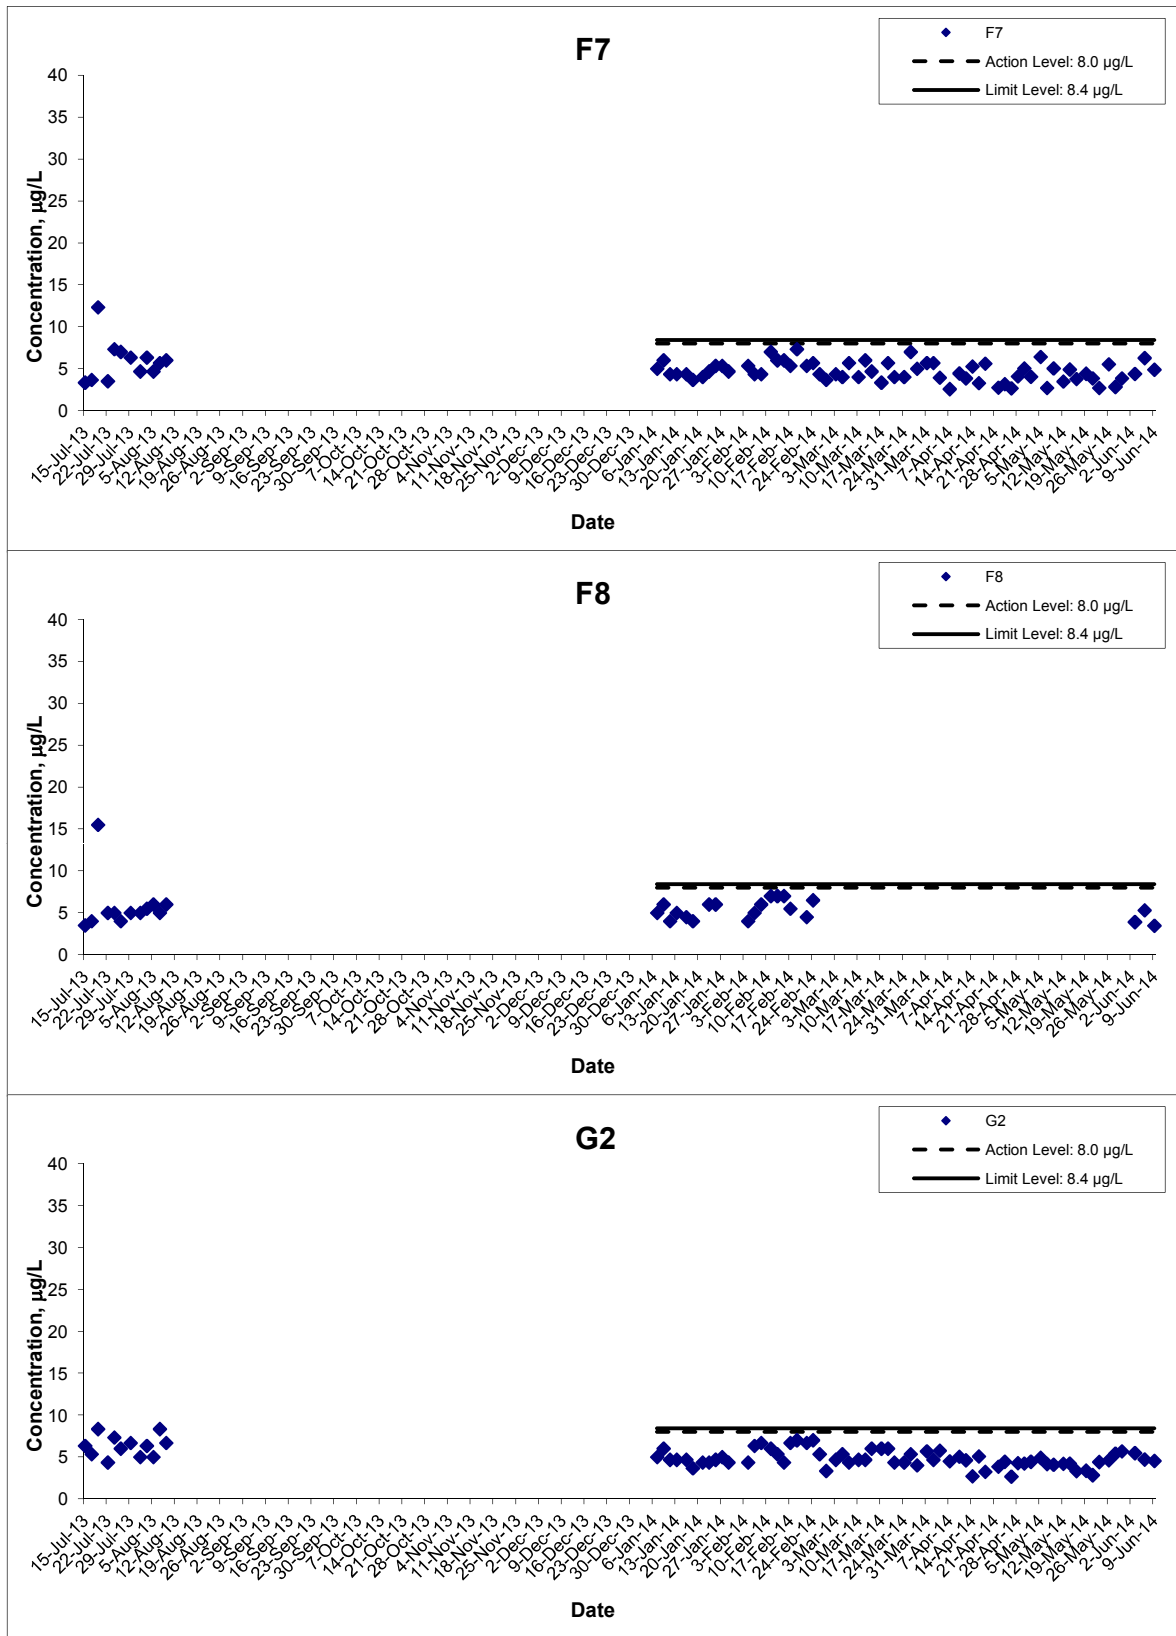 F7
F7
Action Level: 8.0 µg/L
Limit Level: 8.4 µg/L
Concentration, µg/L
40
35
30
25
20
15
10
5
0
15-Jul-13
22-Jul-13
29-Jul-13
5-Aug-13
12-Aug-13
19-Aug-13
26-Aug-13
2-Sep-13
9-Sep-13
16-Sep-13
23-Sep-13
30-Sep-13
7-Oct-13
14-Oct-13
21-Oct-13
28-Oct-13
4-Nov-13
11-Nov-13
18-Nov-13
25-Nov-13
2-Dec-13
9-Dec-13
16-Dec-13
23-Dec-13
30-Dec-13
6-Jan-14
13-Jan-14
20-Jan-14
27-Jan-14
3-Feb-14
10-Feb-14
17-Feb-14
24-Feb-14
3-Mar-14
10-Mar-14
17-Mar-14
24-Mar-14
31-Mar-14
7-Apr-14
14-Apr-14
21-Apr-14
28-Apr-14
5-May-14
12-May-14
19-May-14
26-May-14
2-Jun-14
9-Jun-14
Date
F8
F8
Action Level: 8.0 µg/L
Limit Level: 8.4 µg/L
Concentration, µg/L
40
35
30
25
20
15
10
5
0
15-Jul-13
22-Jul-13
29-Jul-13
5-Aug-13
12-Aug-13
19-Aug-13
26-Aug-13
2-Sep-13
9-Sep-13
16-Sep-13
23-Sep-13
30-Sep-13
7-Oct-13
14-Oct-13
21-Oct-13
28-Oct-13
4-Nov-13
11-Nov-13
18-Nov-13
25-Nov-13
2-Dec-13
9-Dec-13
16-Dec-13
23-Dec-13
30-Dec-13
6-Jan-14
13-Jan-14
20-Jan-14
27-Jan-14
3-Feb-14
10-Feb-14
17-Feb-14
24-Feb-14
3-Mar-14
10-Mar-14
17-Mar-14
24-Mar-14
31-Mar-14
7-Apr-14
14-Apr-14
21-Apr-14
28-Apr-14
5-May-14
12-May-14
19-May-14
26-May-14
2-Jun-14
9-Jun-14
Date
G2
G2
Action Level: 8.0 µg/L
Limit Level: 8.4 µg/L
Concentration, µg/L
40
35
30
25
20
15
10
5
0
15-Jul-13
22-Jul-13
29-Jul-13
5-Aug-13
12-Aug-13
19-Aug-13
26-Aug-13
2-Sep-13
9-Sep-13
16-Sep-13
23-Sep-13
30-Sep-13
7-Oct-13
14-Oct-13
21-Oct-13
28-Oct-13
4-Nov-13
11-Nov-13
18-Nov-13
25-Nov-13
2-Dec-13
9-Dec-13
16-Dec-13
23-Dec-13
30-Dec-13
6-Jan-14
13-Jan-14
20-Jan-14
27-Jan-14
3-Feb-14
10-Feb-14
17-Feb-14
24-Feb-14
3-Mar-14
10-Mar-14
17-Mar-14
24-Mar-14
31-Mar-14
7-Apr-14
14-Apr-14
21-Apr-14
28-Apr-14
5-May-14
12-May-14
19-May-14
26-May-14
2-Jun-14
9-Jun-14
Date